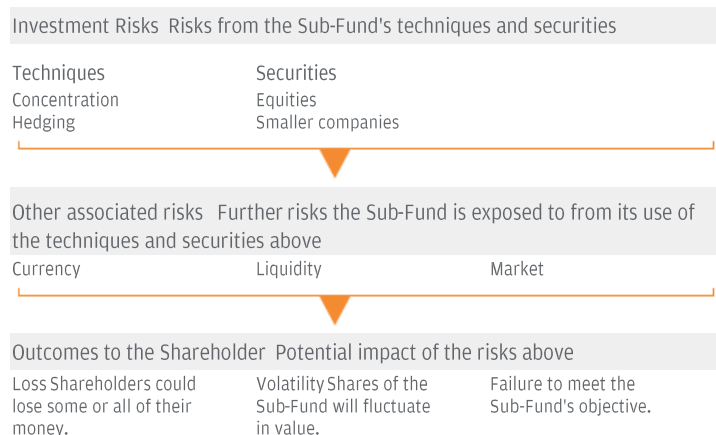 Investment Risks Risks from the Sub-Fund's techniques and securities
Techniques Securities
Concentration Equities
Hedging Smaller companies
Other associated risks Further risks the Sub-Fund is exposed to from its use of
the techniques and securities above
Currency Liquidity Market
Outcomes to the Shareholder Potential impact of the risks above
Loss Shareholders could
lose some or all of their
money.
Volatility Shares of the
Sub-Fund will fluctuate
in value.
Failure to meet the
Sub-Fund's objective.